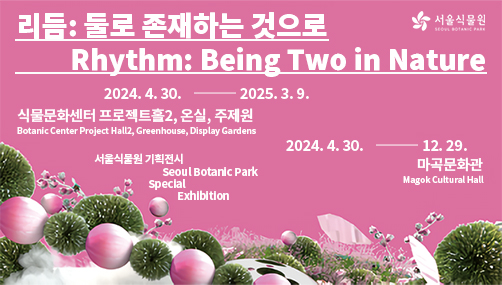 리듬: 둘로 존재하는 것으로
Rhythm: Being Two in Nature
서울식물원
SEOUL BOTANIC PARK
2024. 4. 30. 2025. 3. 9.
식물문화센터 프로젝트홀2, 온실, 주제원
Botanic Center Project Hall2, Greenhouse, Display Gardens
2024. 4. 30. 12. 29.
마곡문화관
Magok Cultural Hall
서울식물원 기획전시
Seoul Botanic Park
Special
Exhibition